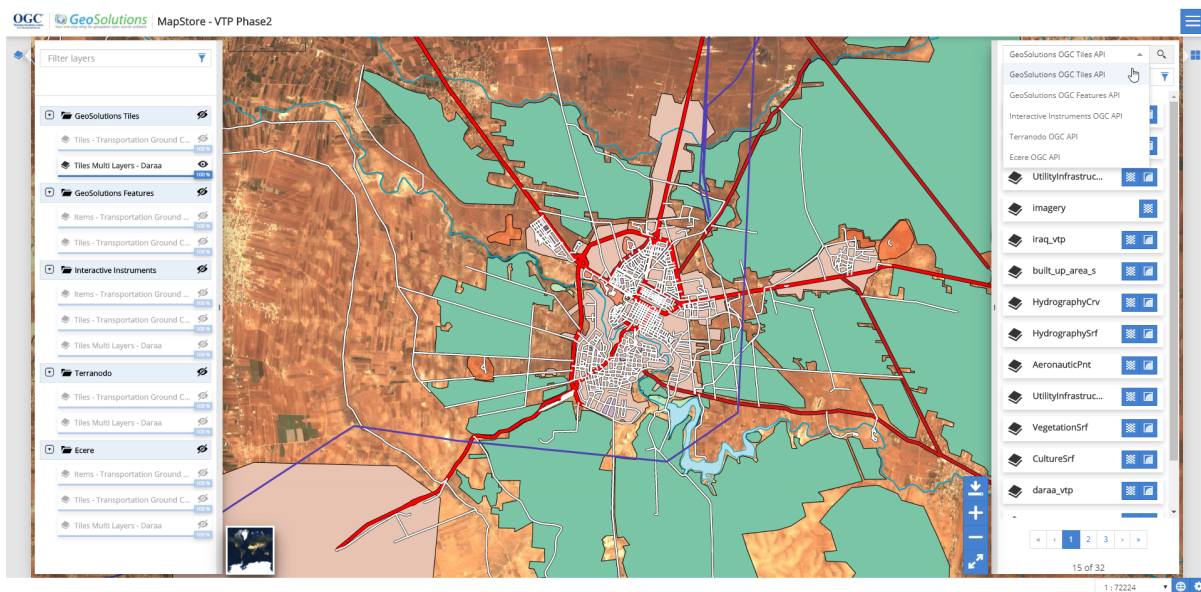 OGC GeoSolutions MapStore - VTP Phase2
Filter layers
GeoSolutions Tiles
Tiles - Transportation Ground C...
100 %
Tiles Multi Layers - Daraa
100 %
GeoSolutions Features
Items - Transportation Ground ...
100 %
Tiles - Transportation Ground C...
100 %
Interactive Instruments
Items - Transportation Ground ...
100 %
Tiles - Transportation Ground C...
100 %
Tiles Multi Layers - Daraa
100 %
Terranodo
Tiles - Transportation Ground C...
100 %
Tiles Multi Layers - Daraa
100 %
Ecere
Items - Transportation Ground ...
100 %
Tiles - Transportation Ground C...
100 %
Tiles Multi Layers - Daraa
100 %
GeoSolutions OGC Tiles API
GeoSolutions OGC Tiles API
GeoSolutions OGC Features API
Interactive Instruments OGC API
Terranodo OGC API
Ecere OGC API
UtilityInfrastruc...
imagery
iraq_vtp
built_up_area_s
HydrographyCrv
HydrographySrf
AeronauticPnt
UtilityInfrastruc...
VegetationSrf
CultureSrf
daraa_vtp
« ‹ 1 2 3 › »
15 of 32
1 : 72224